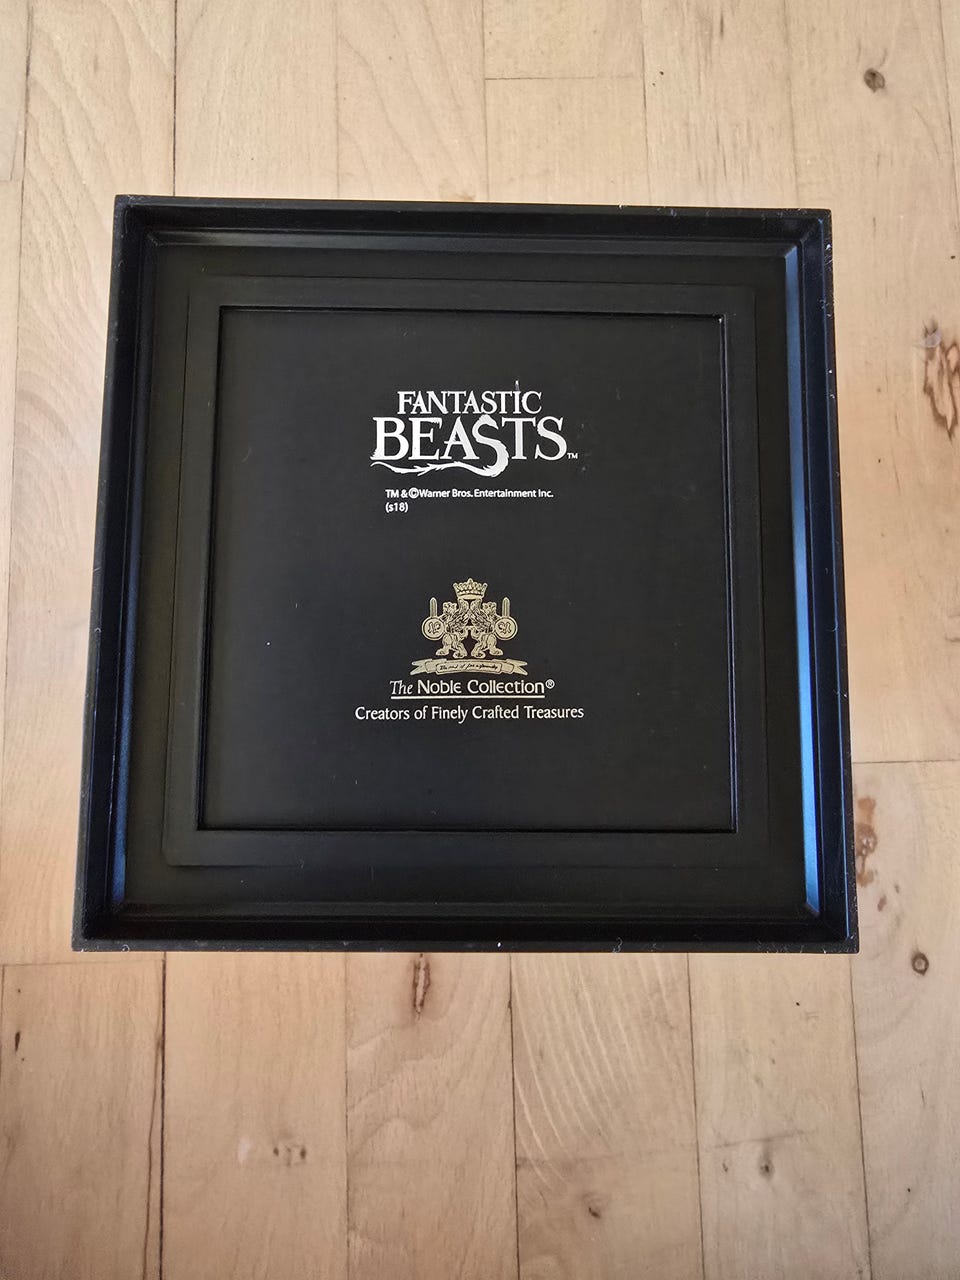 FANTASTIC
BEASTS™
TM & ©Warner Bros. Entertainment Inc.
(s18)
The Noble Collection®
Creators of Finely Crafted Treasures